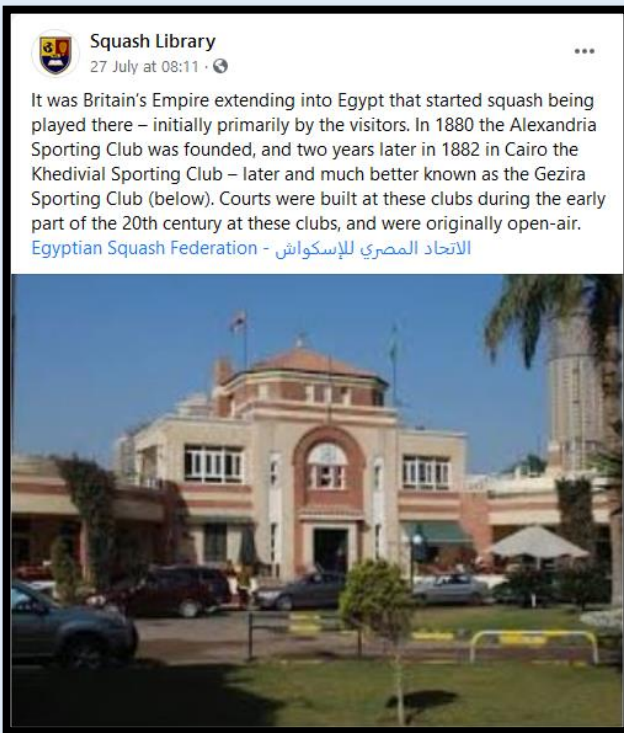 Squash Library
27 July at 08:11 ·
It was Britain's Empire extending into Egypt that started squash being
played there – initially primarily by the visitors. In 1880 the Alexandria
Sporting Club was founded, and two years later in 1882 in Cairo the
Khedivial Sporting Club – later and much better known as the Gezira
Sporting Club (below). Courts were built at these clubs during the early
part of the 20th century at these clubs, and were originally open-air.
Egyptian Squash Federation - الاتحاد المصري للإسكواش